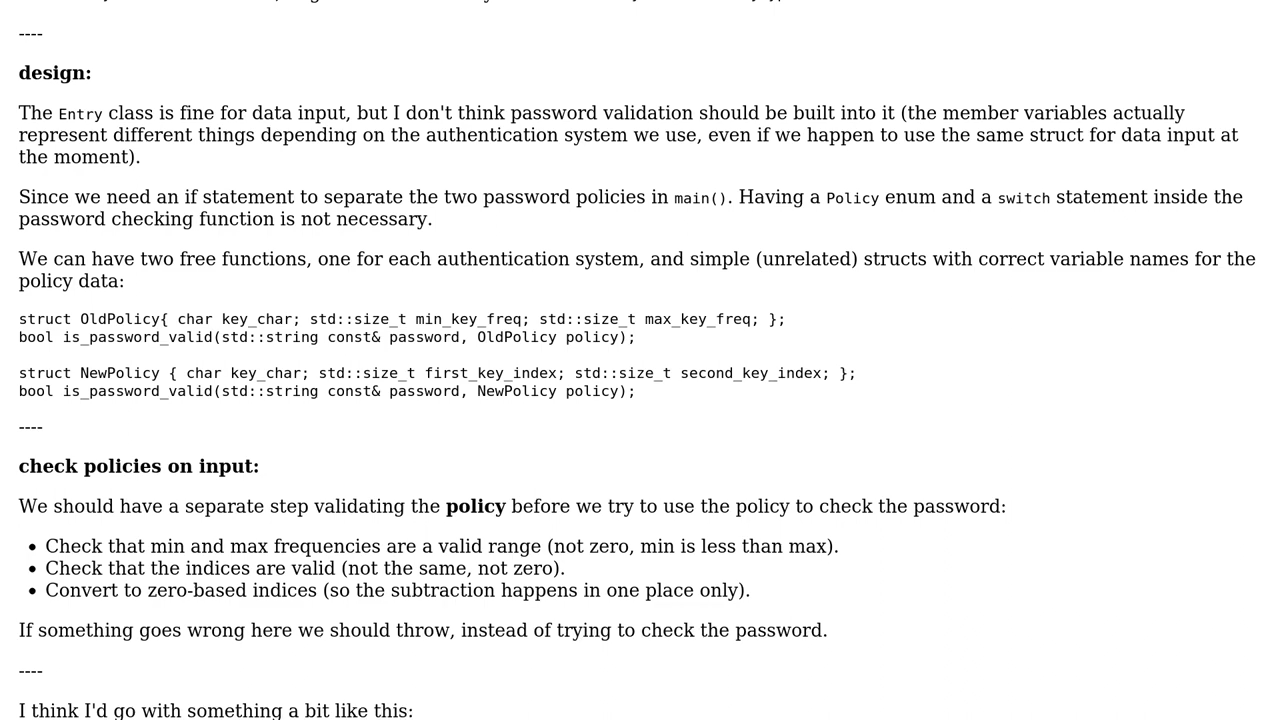 ----
design:
The Entry class is fine for data input, but I don't think password validation should be built into it (the member variables actually
represent different things depending on the authentication system we use, even if we happen to use the same struct for data input at
the moment).
Since we need an if statement to separate the two password policies in main(). Having a Policy enum and a switch statement inside the
password checking function is not necessary.
We can have two free functions, one for each authentication system, and simple (unrelated) structs with correct variable names for the
policy data:
struct OldPolicy{ char key_char; std::size_t min_key_freq; std::size_t max_key_freq; };
bool is_password_valid(std::string const& password, OldPolicy policy);
struct NewPolicy { char key_char; std::size_t first_key_index; std::size_t second_key_index; };
bool is_password_valid(std::string const& password, NewPolicy policy);
----
check policies on input:
We should have a separate step validating the policy before we try to use the policy to check the password:
• Check that min and max frequencies are a valid range (not zero, min is less than max).
• Check that the indices are valid (not the same, not zero).
• Convert to zero-based indices (so the subtraction happens in one place only).
If something goes wrong here we should throw, instead of trying to check the password.
----
I think I'd go with something a bit like this: